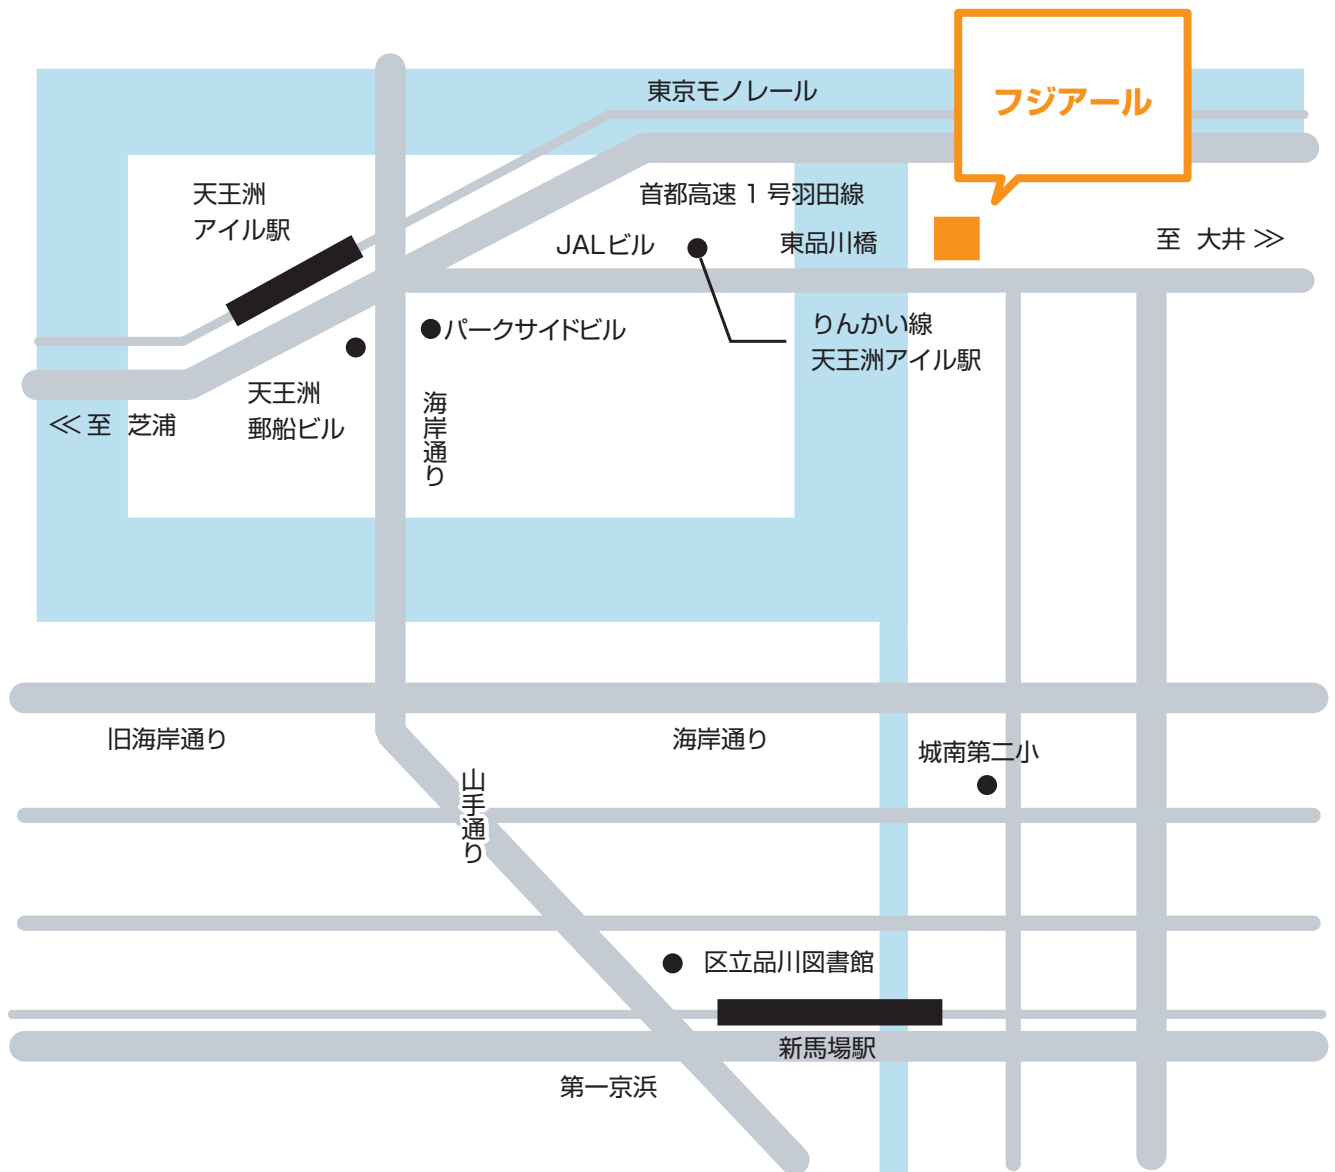 東京モノレール
フジアール
天王洲
アイル駅
首都高速 1 号羽田線
JALビル
東品川橋
至 大井 ≫
パークサイドビル
りんかい線
天王洲アイル駅
天王洲
郵船ビル
≪ 至 芝浦
海岸通り
旧海岸通り
海岸通り
城南第二小
山手通り
区立品川図書館
新馬場駅
第一京浜